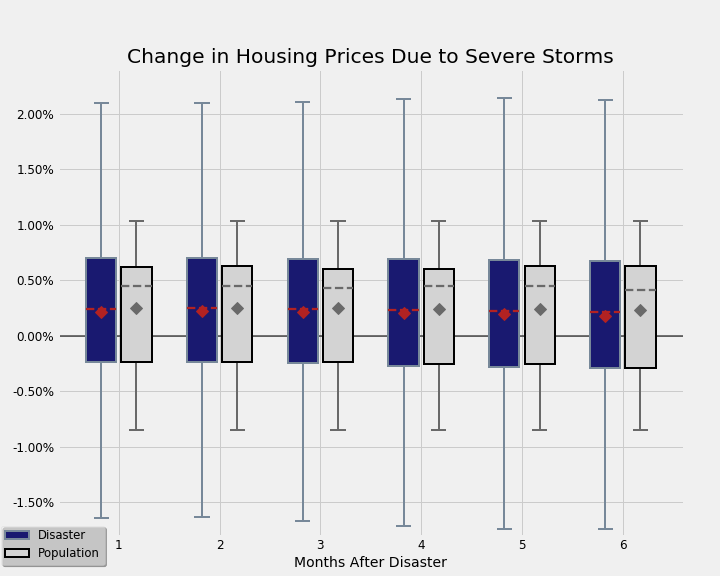 Change in Housing Prices Due to Severe Storms
2.00%
1.50%
1.00%
0.50%
0.00%
-0.50%
-1.00%
-1.50%
1 2 3 4 5 6
Months After Disaster
Disaster
Population